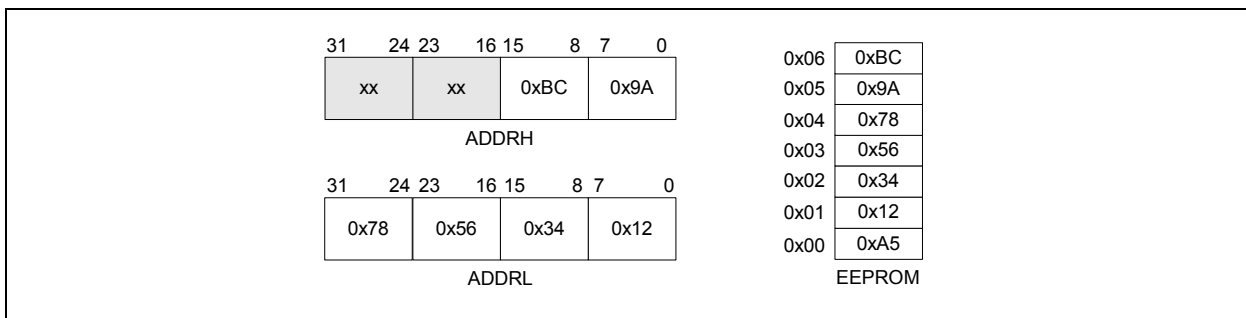 31 24 23 16 15 8 7 0
xx xx 0xBC 0x9A
ADDRH
31 24 23 16 15 8 7 0
0x78 0x56 0x34 0x12
ADDRL
0x06 0xBC
0x05 0x9A
0x04 0x78
0x03 0x56
0x02 0x34
0x01 0x12
0x00 0xA5
EEPROM